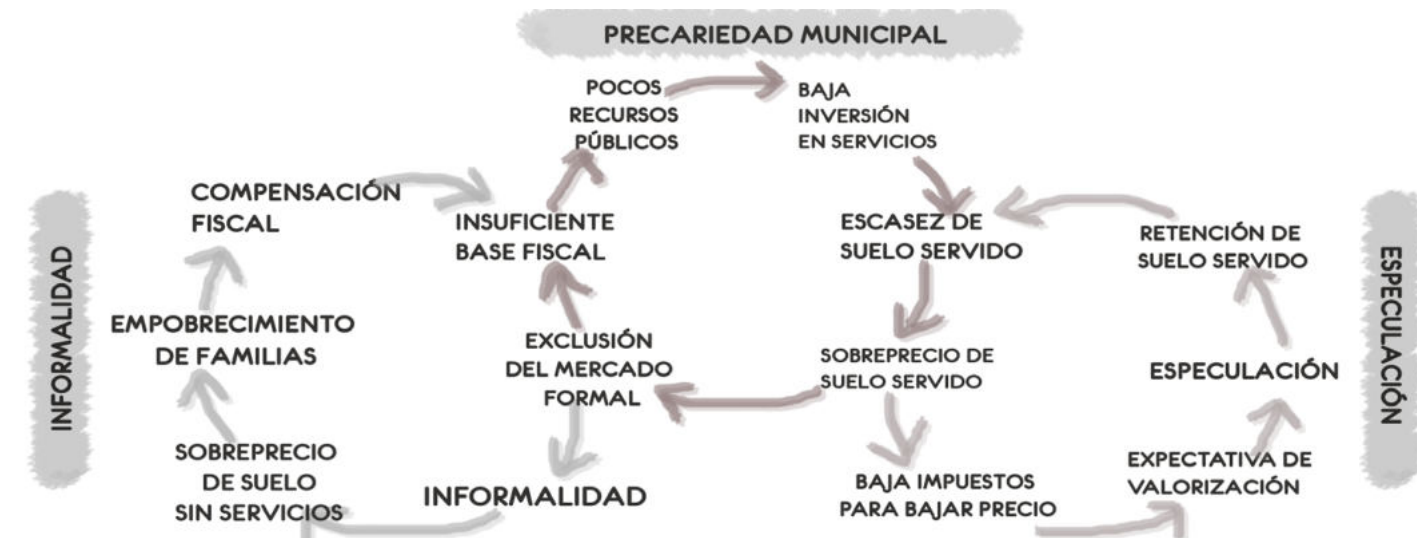 PRECARIEDAD MUNICIPAL
POCOS
RECURSOS
PÚBLICOS
BAJA
INVERSIÓN
EN SERVICIOS
COMPENSACIÓN
FISCAL
INSUFICIENTE
BASE FISCAL
ESCASEZ DE
SUELO SERVIDO
RETENCIÓN DE
SUELO SERVIDO
INFORMALIDAD
EMPOBRECIMIENTO
DE FAMILIAS
EXCLUSIÓN
DEL MERCADO
FORMAL
SOBREPRECIO DE
SUELO SERVIDO
ESPECULACIÓN
ESPECULACIÓN
SOBREPRECIO
DE SUELO
SIN SERVICIOS
INFORMALIDAD
BAJA IMPUESTOS
PARA BAJAR PRECIO
EXPECTATIVA DE
VALORIZACIÓN